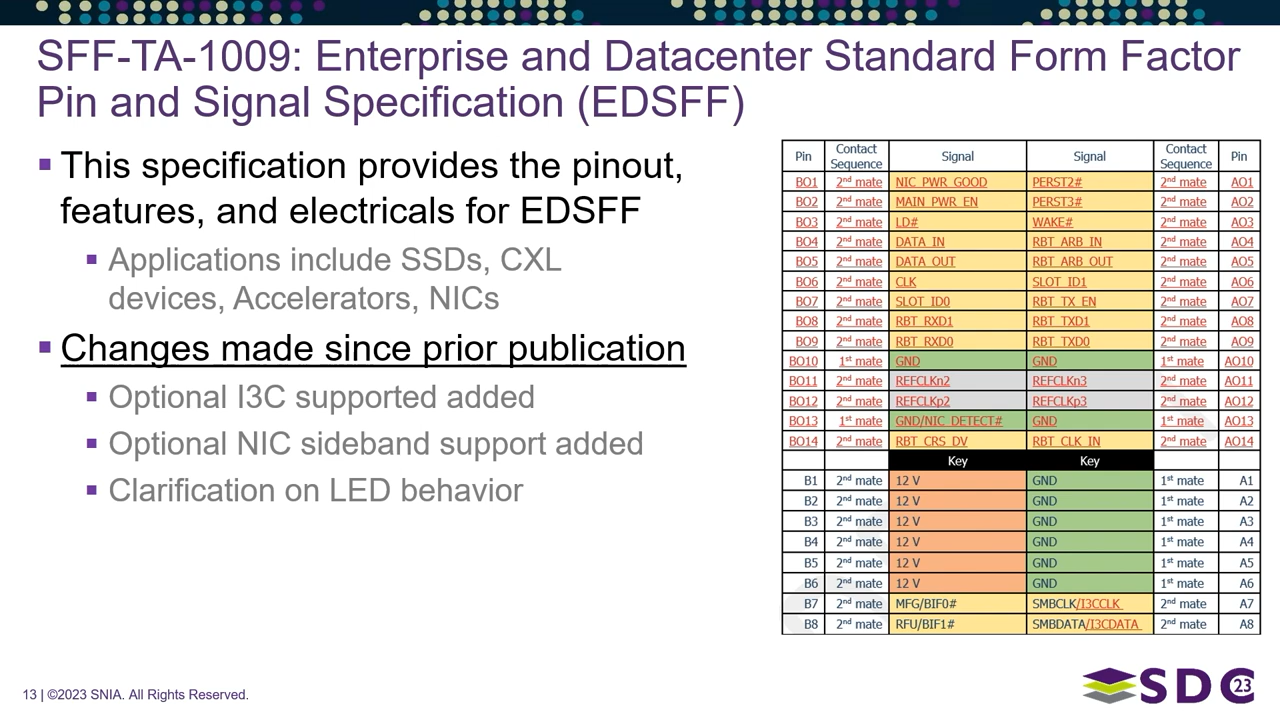 SFF-TA-1009: Enterprise and Datacenter Standard Form Factor
Pin and Signal Specification (EDSFF)
▪ This specification provides the pinout,
features, and electricals for EDSFF
▪ Applications include SSDs, CXL
devices, Accelerators, NICs
▪ Changes made since prior publication
▪ Optional I3C supported added
▪ Optional NIC sideband support added
▪ Clarification on LED behavior
Pin Contact Sequence Signal Signal Contact Sequence Pin
BO1 2nd mate NIC_PWR_GOOD PERST2# 2nd mate AO1
BO2 2nd mate MAIN_PWR_EN PERST3# 2nd mate AO2
BO3 2nd mate LD# WAKE# 2nd mate AO3
BO4 2nd mate DATA_IN RBT_ARB_IN 2nd mate AO4
BO5 2nd mate DATA_OUT RBT_ARB_OUT 2nd mate AO5
BO6 2nd mate CLK SLOT_ID1 2nd mate AO6
BO7 2nd mate SLOT_ID0 RBT_TX_EN 2nd mate AO7
BO8 2nd mate RBT_RXD1 RBT_TXD1 2nd mate AO8
BO9 2nd mate RBT_RXD0 RBT_TXD0 2nd mate AO9
BO10 1st mate GND GND 1st mate AO10
BO11 2nd mate REFCLKn2 REFCLKn3 2nd mate AO11
BO12 2nd mate REFCLKp2 REFCLKp3 2nd mate AO12
BO13 1st mate GND/NIC_DETECT# GND 1st mate AO13
BO14 2nd mate RBT_CRS_DV RBT_CLK_IN 2nd mate AO14
Key Key
B1 2nd mate 12 V GND 1st mate A1
B2 2nd mate 12 V GND 1st mate A2
B3 2nd mate 12 V GND 1st mate A3
B4 2nd mate 12 V GND 1st mate A4
B5 2nd mate 12 V GND 1st mate A5
B6 2nd mate 12 V GND 1st mate A6
B7 2nd mate MFG/BIF0# SMBCLK/I3CCLK 2nd mate A7
B8 2nd mate RFU/BIF1# SMBDATA/I3CDATA 2nd mate A8
13 | ©2023 SNIA. All Rights Reserved.
SDC 23